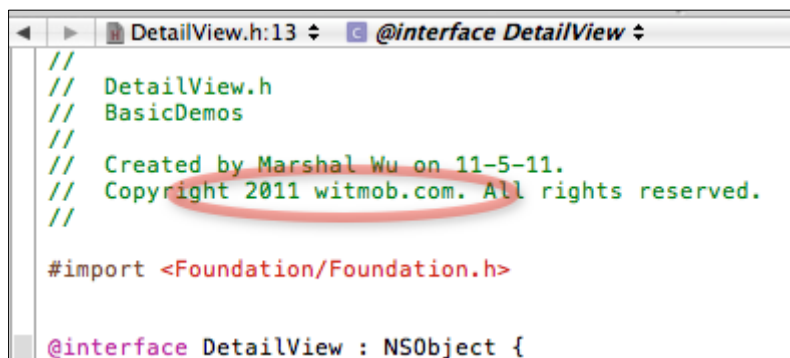 DetailView.h:13 @interface DetailView
//
// DetailView.h
// BasicDemos
//
// Created by Marshal Wu on 11-5-11.
// Copyright 2011 witmob.com. All rights reserved.
//
#import <Foundation/Foundation.h>
@interface DetailView : NSObject {